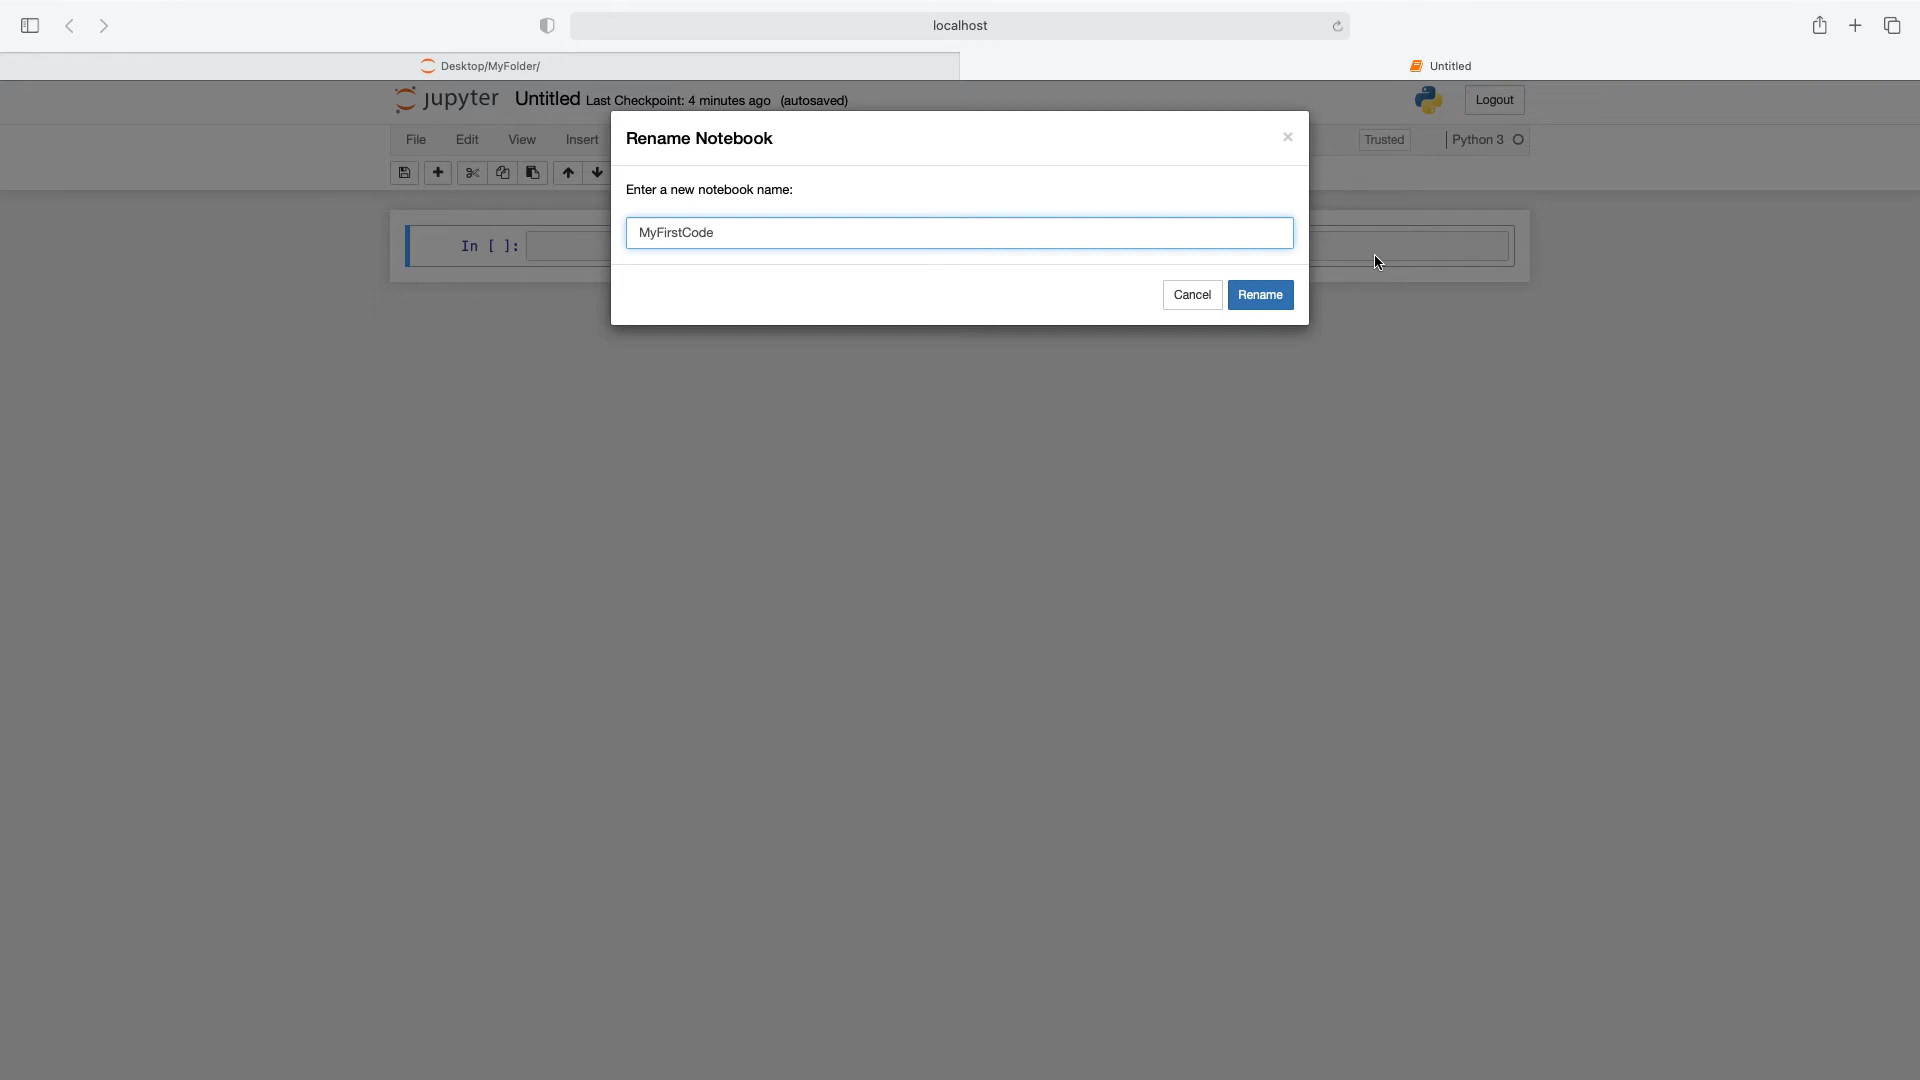 localhost
Desktop/MyFolder/
Untitled
jupyter Untitled Last Checkpoint: 4 minutes ago (autosaved)
Logout
File Edit View Insert
Trusted
Python 3
Rename Notebook
Enter a new notebook name:
MyFirstCode
In [ ]:
Cancel Rename